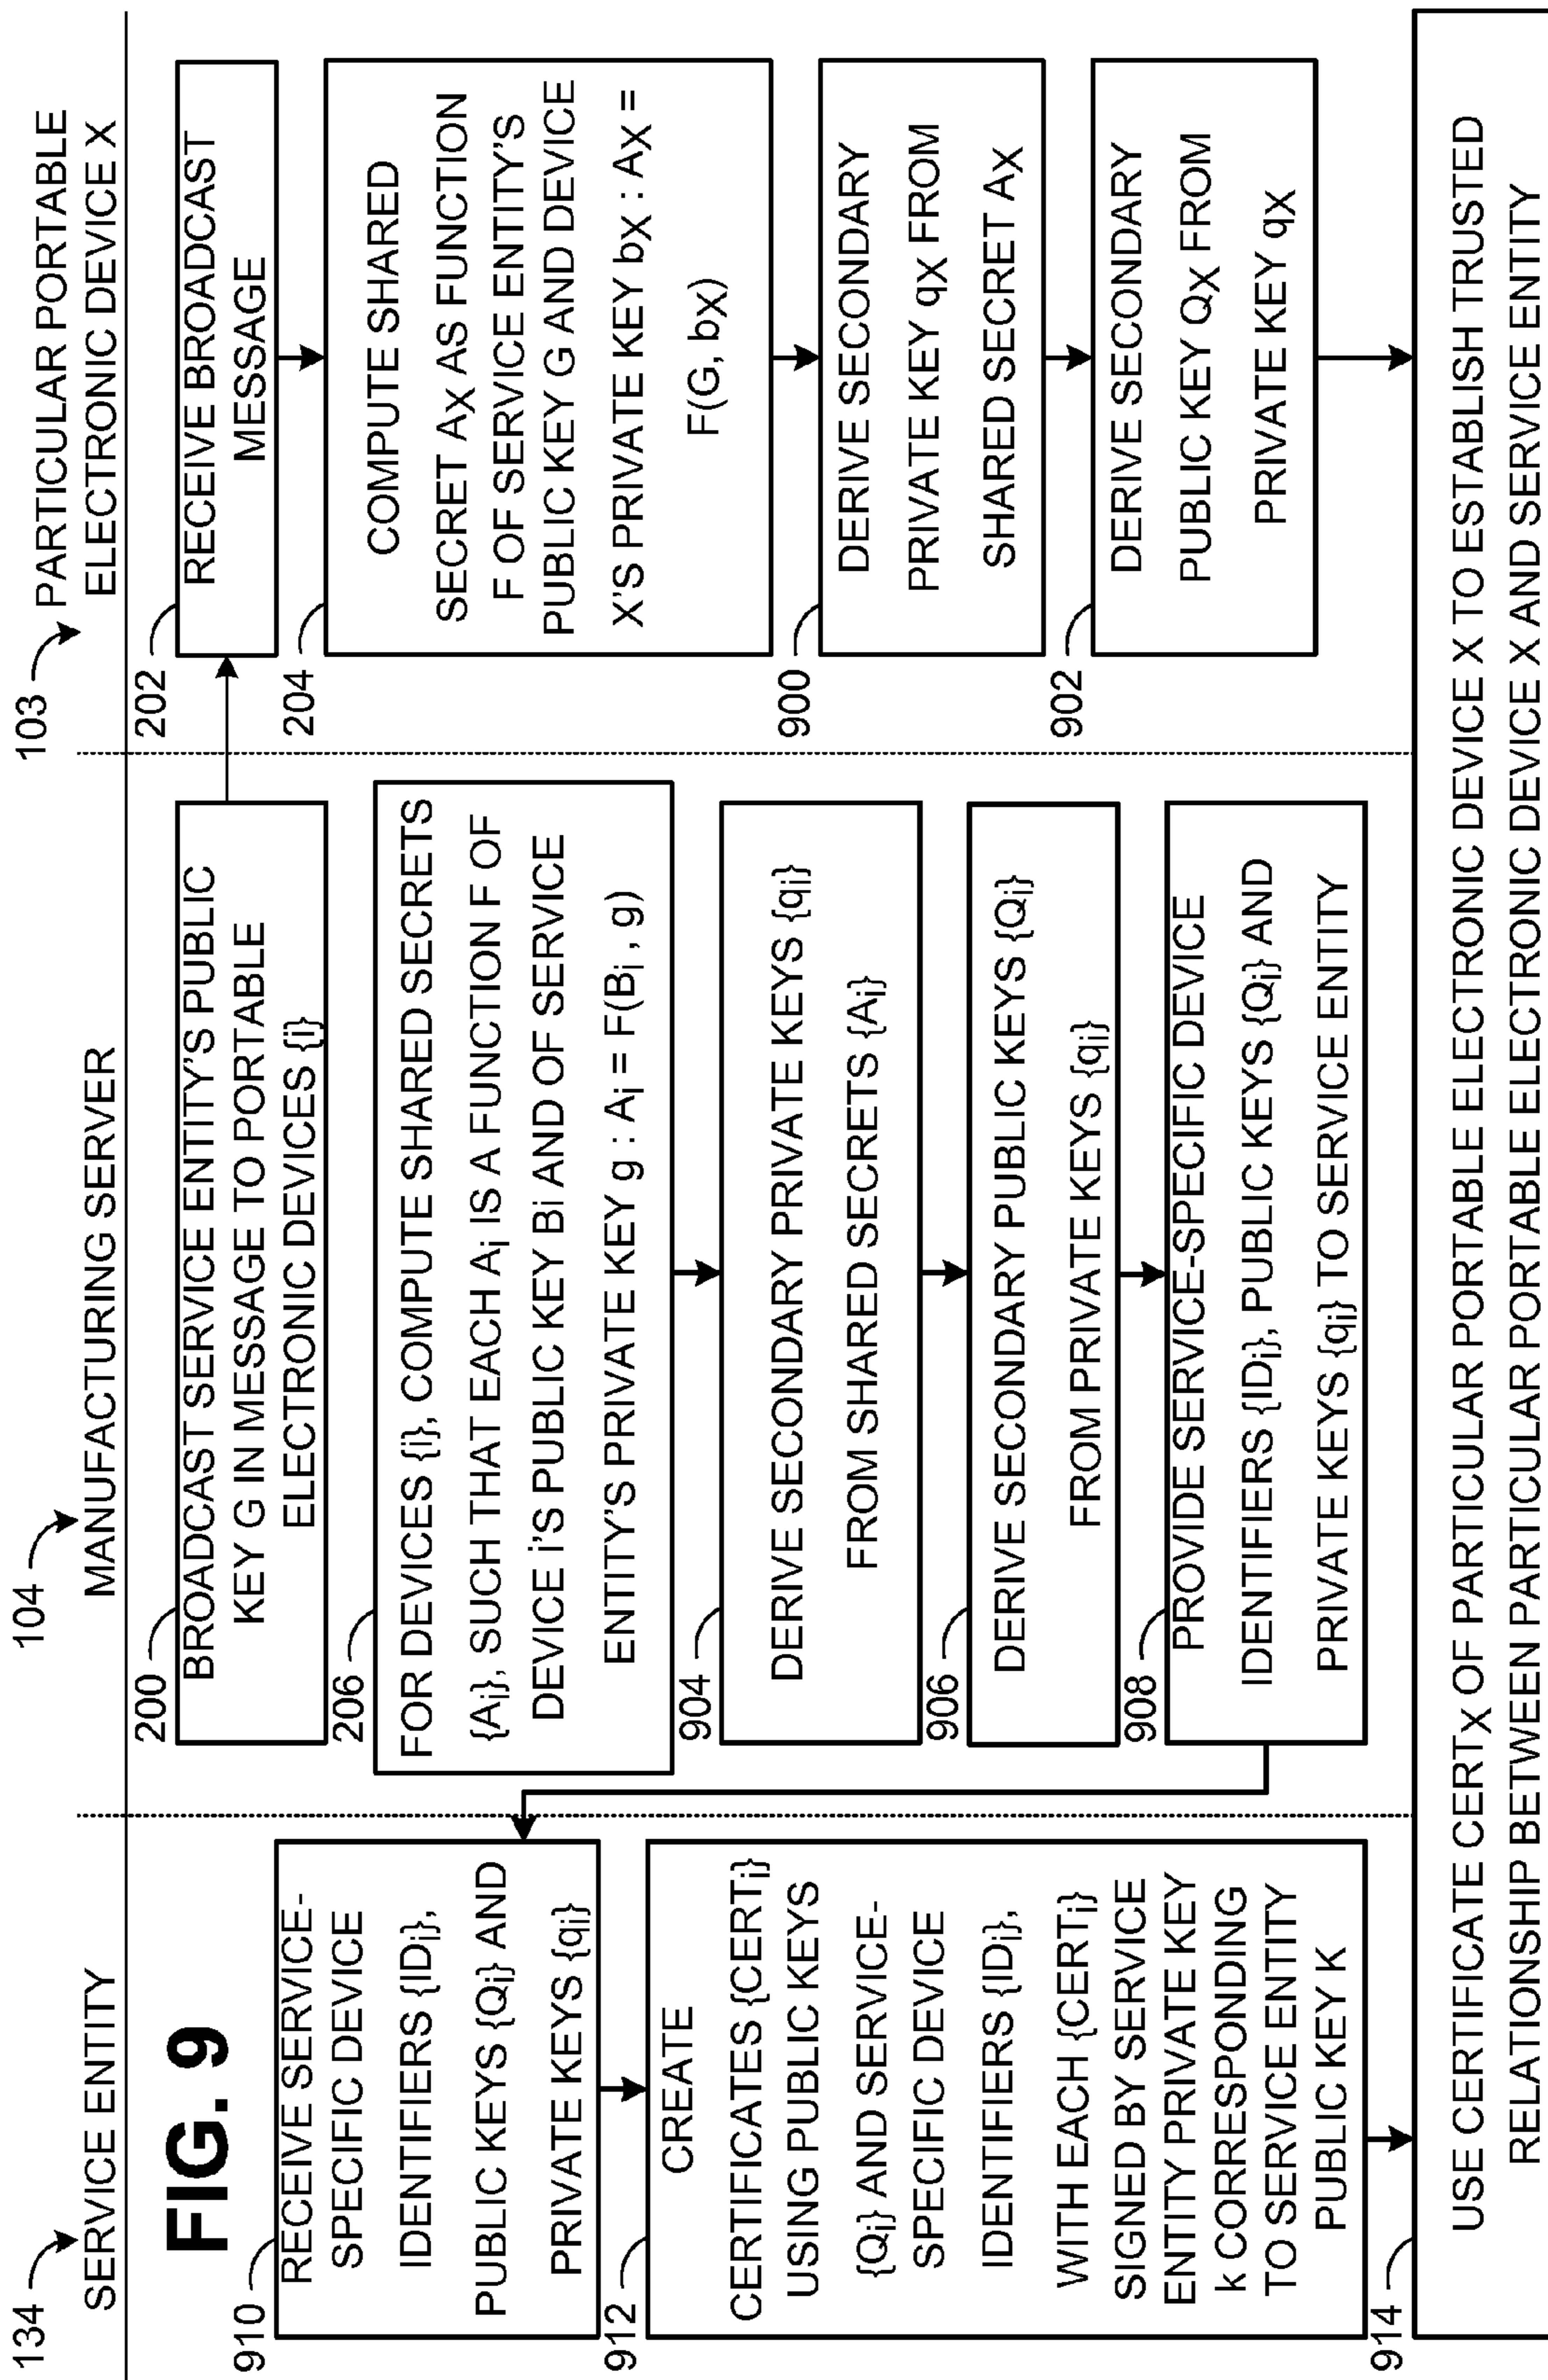 FIG. 9
134
SERVICE ENTITY
910
RECEIVE SERVICE-
SPECIFIC DEVICE
IDENTIFIERS {IDi},
PUBLIC KEYS {Qi} AND
PRIVATE KEYS {qi}
912
CREATE
CERTIFICATES {CERTi}
USING PUBLIC KEYS
{Qi} AND SERVICE-
SPECIFIC DEVICE
IDENTIFIERS {IDi},
WITH EACH {CERTi}
SIGNED BY SERVICE
ENTITY PRIVATE KEY
k CORRESPONDING
TO SERVICE ENTITY
PUBLIC KEY K
104
MANUFACTURING SERVER
200
BROADCAST SERVICE ENTITY'S PUBLIC
KEY G IN MESSAGE TO PORTABLE
ELECTRONIC DEVICES {i}
206
FOR DEVICES {i}, COMPUTE SHARED SECRETS
{Ai}, SUCH THAT EACH Ai IS A FUNCTION F OF
DEVICE i'S PUBLIC KEY Bi AND OF SERVICE
ENTITY'S PRIVATE KEY g : Ai = F(Bi , g)
904
DERIVE SECONDARY PRIVATE KEYS {qi}
FROM SHARED SECRETS {Ai}
906
DERIVE SECONDARY PUBLIC KEYS {Qi}
FROM PRIVATE KEYS {qi}
908
PROVIDE SERVICE-SPECIFIC DEVICE
IDENTIFIERS {IDi}, PUBLIC KEYS {Qi} AND
PRIVATE KEYS {qi} TO SERVICE ENTITY
103
PARTICULAR PORTABLE
ELECTRONIC DEVICE X
202
RECEIVE BROADCAST
MESSAGE
204
COMPUTE SHARED
SECRET AX AS FUNCTION
F OF SERVICE ENTITY'S
PUBLIC KEY G AND DEVICE
X'S PRIVATE KEY bX : AX =
F(G, bX)
900
DERIVE SECONDARY
PRIVATE KEY qX FROM
SHARED SECRET AX
902
DERIVE SECONDARY
PUBLIC KEY QX FROM
PRIVATE KEY qX
914
USE CERTIFICATE CERTX OF PARTICULAR PORTABLE ELECTRONIC DEVICE X TO ESTABLISH TRUSTED
RELATIONSHIP BETWEEN PARTICULAR PORTABLE ELECTRONIC DEVICE X AND SERVICE ENTITY